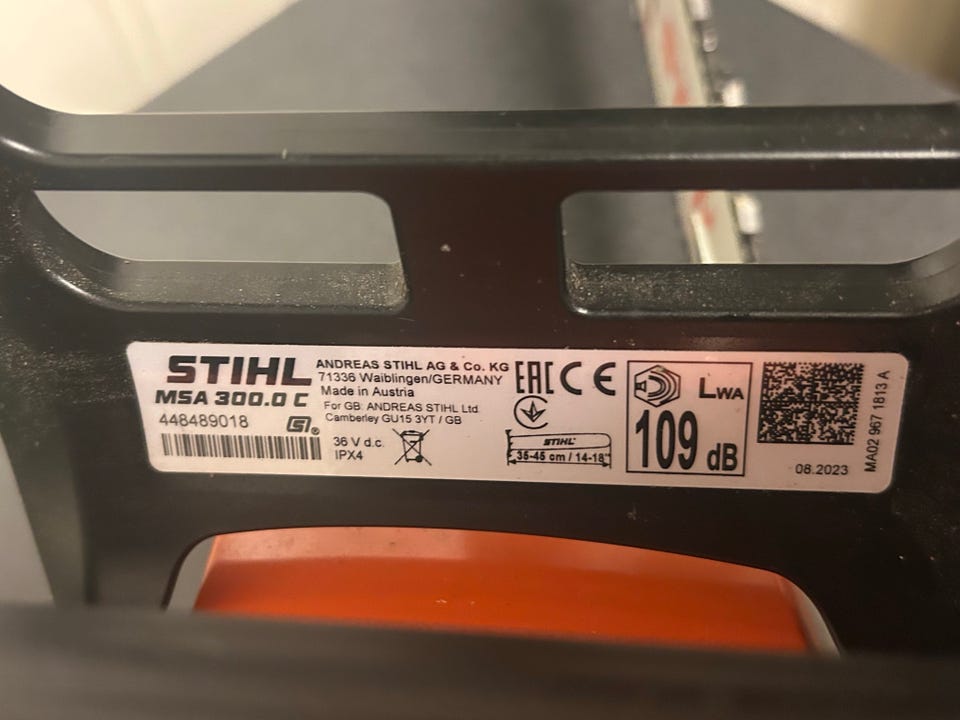 STIHL
MSA 300.0 C
448489018
ANDREAS STIHL AG & Co. KG
71336 Waiblingen/GERMANY
Made in Austria
For GB: ANDREAS STIHL Ltd
Camberley GU15 3YT / GB
36 V d.c.
IPX4
EAC CE
STIHL
35-45 cm / 14-18"
LWA
109 dB
08.2023
MA02 967 1813 A